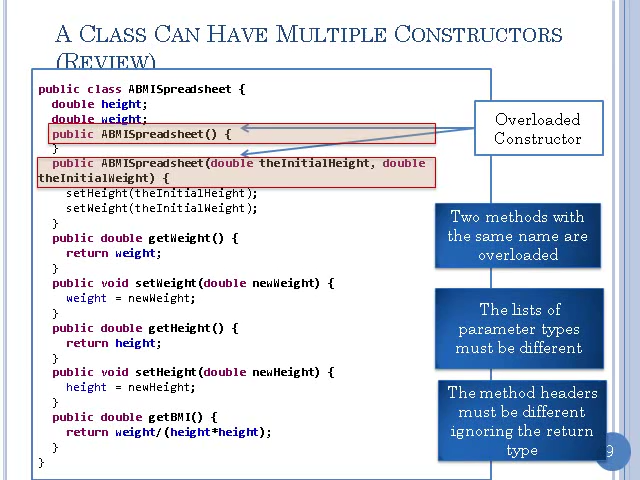 A Class Can Have Multiple Constructors
(Review)
public class ABMISpreadsheet {
double height;
double weight;
public ABMISpreadsheet() {
}
public ABMISpreadsheet(double theInitialHeight, double
theInitialWeight) {
setHeight(theInitialHeight);
setWeight(theInitialWeight);
}
public double getWeight() {
return weight;
}
public void setWeight(double newWeight) {
weight = newWeight;
}
public double getHeight() {
return height;
}
public void setHeight(double newHeight) {
height = newHeight;
}
public double getBMI() {
return weight/(height*height);
}
}
Overloaded
Constructor
Two methods with
the same name are
overloaded
The lists of
parameter types
must be different
The method headers
must be different
ignoring the return
type
9